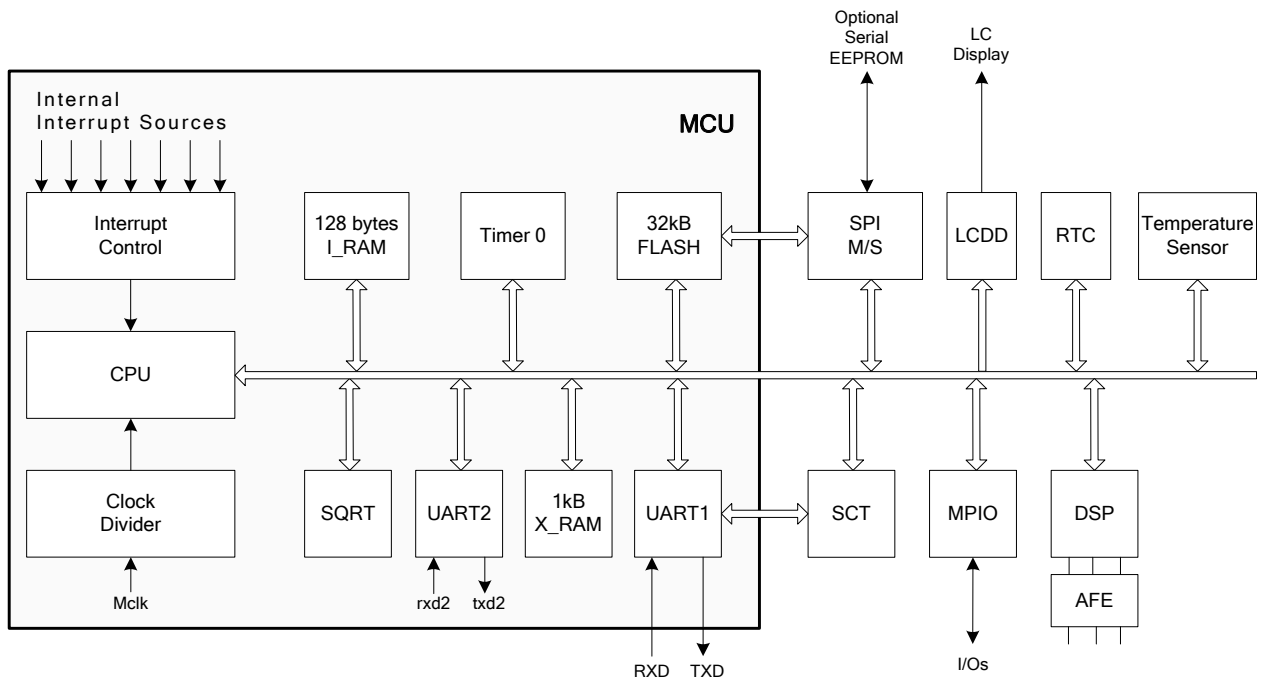 Optional
Serial
EEPROM
LC
Display
Internal
Interrupt Sources
MCU
Interrupt
Control
128 bytes
I_RAM
Timer 0
32kB
FLASH
SPI
M/S
LCDD
RTC
Temperature
Sensor
CPU
Clock
Divider
SQRT
UART2
1kB
X_RAM
UART1
SCT
MPIO
DSP
Mclk
rxd2
txd2
AFE
RXD
TXD
I/Os